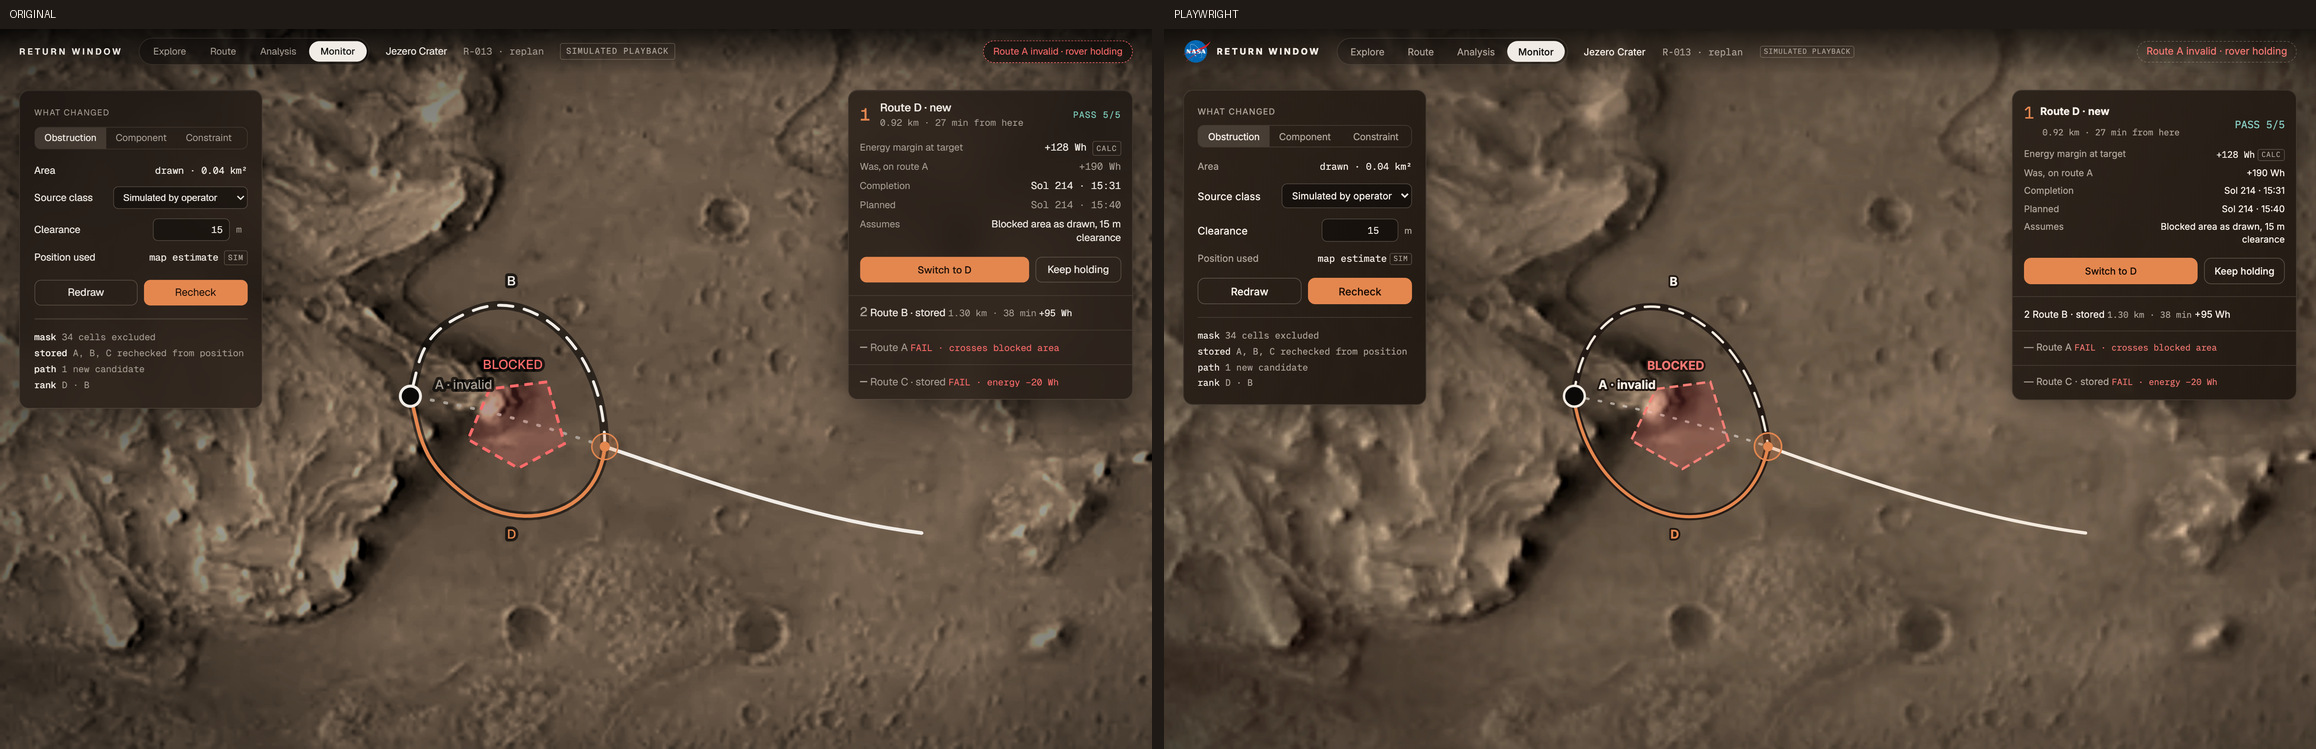 ORIGINAL
RETURN WINDOW
Explore Route Analysis Monitor
Jezero Crater R-013 · replan SIMULATED PLAYBACK
Route A invalid · rover holding
WHAT CHANGED
Obstruction Component Constraint
Area drawn · 0.04 km²
Source class Simulated by operator
Clearance 15 m
Position used map estimate SIM
Redraw Recheck
mask 34 cells excluded
stored A, B, C rechecked from position
path 1 new candidate
rank D · B
B
BLOCKED
A · invalid
D
1 Route D · new
0.92 km · 27 min from here
PASS 5/5
Energy margin at target +128 Wh CALC
Was, on route A +190 Wh
Completion Sol 214 · 15:31
Planned Sol 214 · 15:40
Assumes Blocked area as drawn, 15 m
clearance
Switch to D Keep holding
2 Route B · stored 1.30 km · 38 min +95 Wh
— Route A FAIL · crosses blocked area
— Route C · stored FAIL · energy −20 Wh
PLAYWRIGHT
NASA
RETURN WINDOW
Explore Route Analysis Monitor
Jezero Crater R-013 · replan SIMULATED PLAYBACK
Route A invalid · rover holding
WHAT CHANGED
Obstruction Component Constraint
Area drawn · 0.04 km²
Source class Simulated by operator
Clearance 15 m
Position used map estimate SIM
Redraw Recheck
mask 34 cells excluded
stored A, B, C rechecked from position
path 1 new candidate
rank D · B
B
BLOCKED
A · invalid
D
1 Route D · new
0.92 km · 27 min from here
PASS 5/5
Energy margin at target +128 Wh CALC
Was, on route A +190 Wh
Completion Sol 214 · 15:31
Planned Sol 214 · 15:40
Assumes Blocked area as drawn, 15 m
clearance
Switch to D Keep holding
2 Route B · stored 1.30 km · 38 min +95 Wh
— Route A FAIL · crosses blocked area
— Route C · stored FAIL · energy −20 Wh